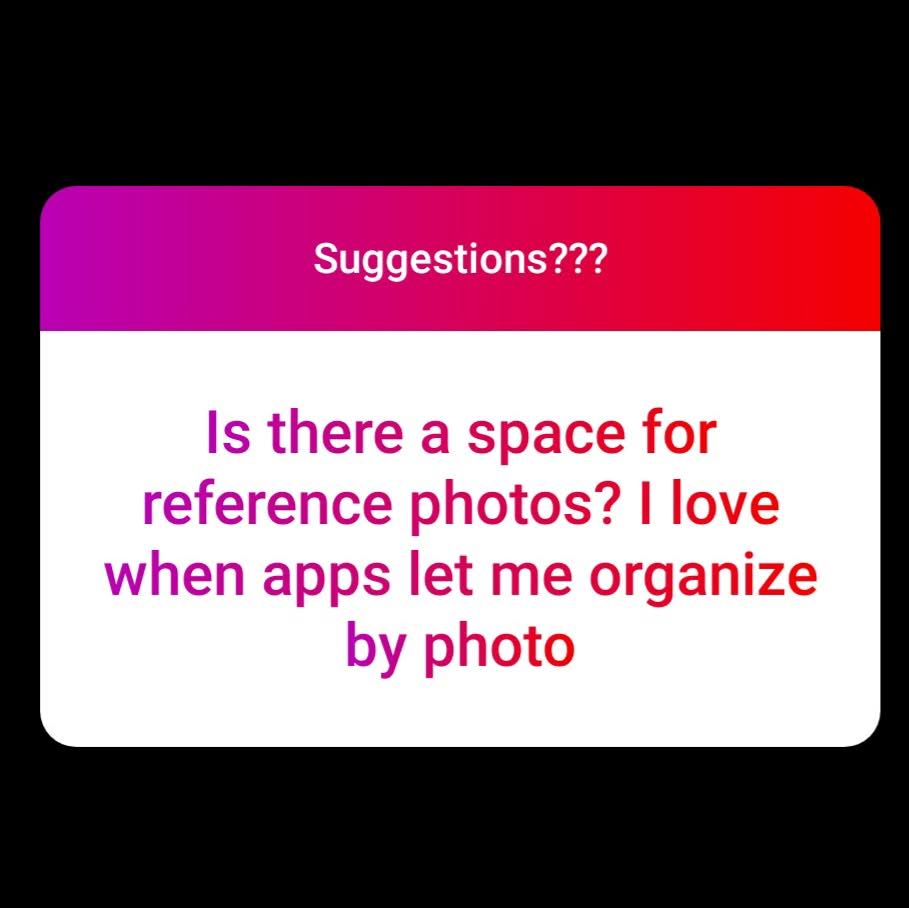 Suggestions???
Is there a space for
reference photos? I love
when apps let me organize
by photo